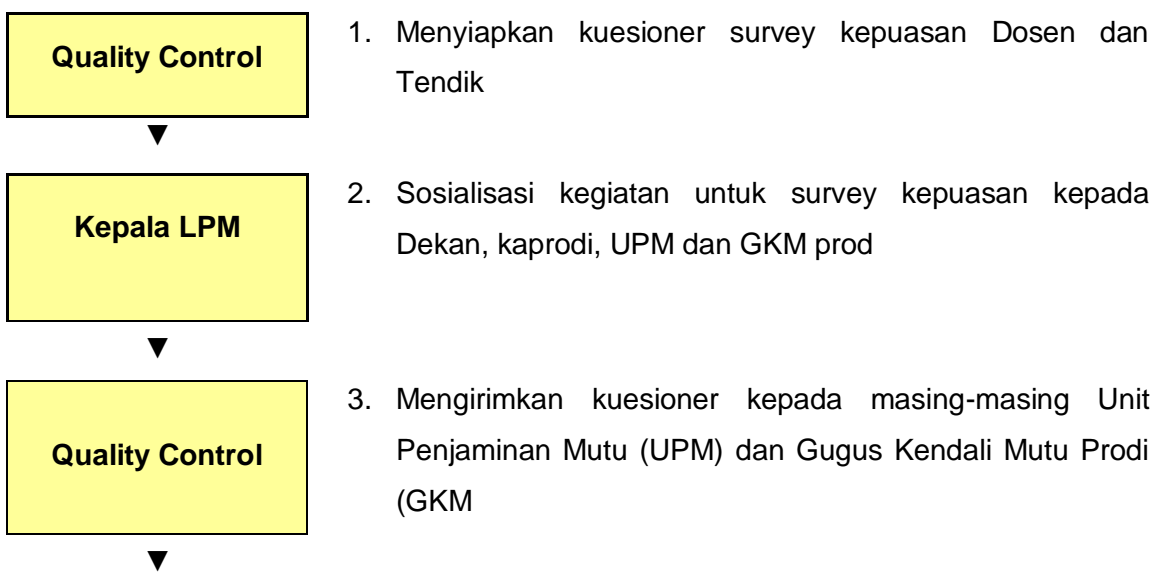 Quality Control
1. Menyiapkan kuesioner survey kepuasan Dosen dan
Tendik
▼
Kepala LPM
2. Sosialisasi kegiatan untuk survey kepuasan kepada
Dekan, kaprodi, UPM dan GKM prod
▼
Quality Control
3. Mengirimkan kuesioner kepada masing-masing Unit
Penjaminan Mutu (UPM) dan Gugus Kendali Mutu Prodi
(GKM
▼